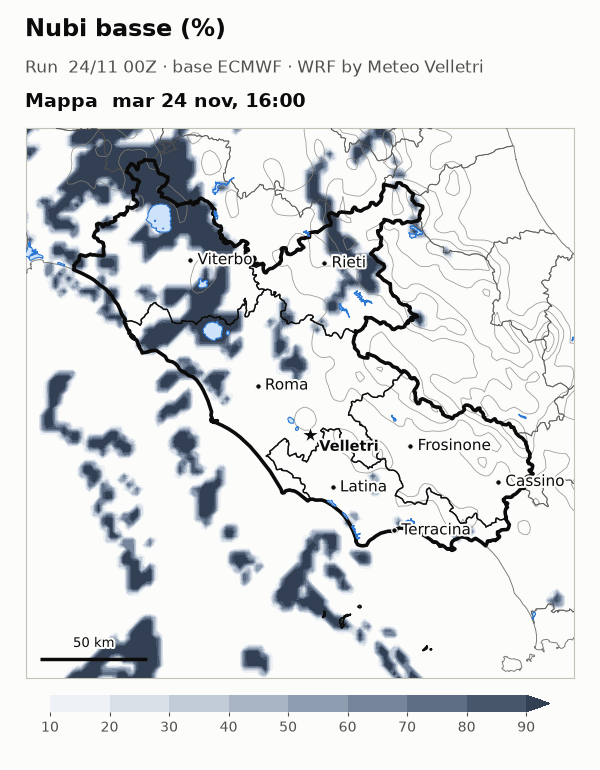 Nubi basse (%)
Run 24/11 00Z · base ECMWF · WRF by Meteo Velletri
Mappa mar 24 nov, 16:00
Viterbo
Rieti
Roma
Velletri
Frosinone
Cassino
Latina
Terracina
50 km
10 20 30 40 50 60 70 80 90